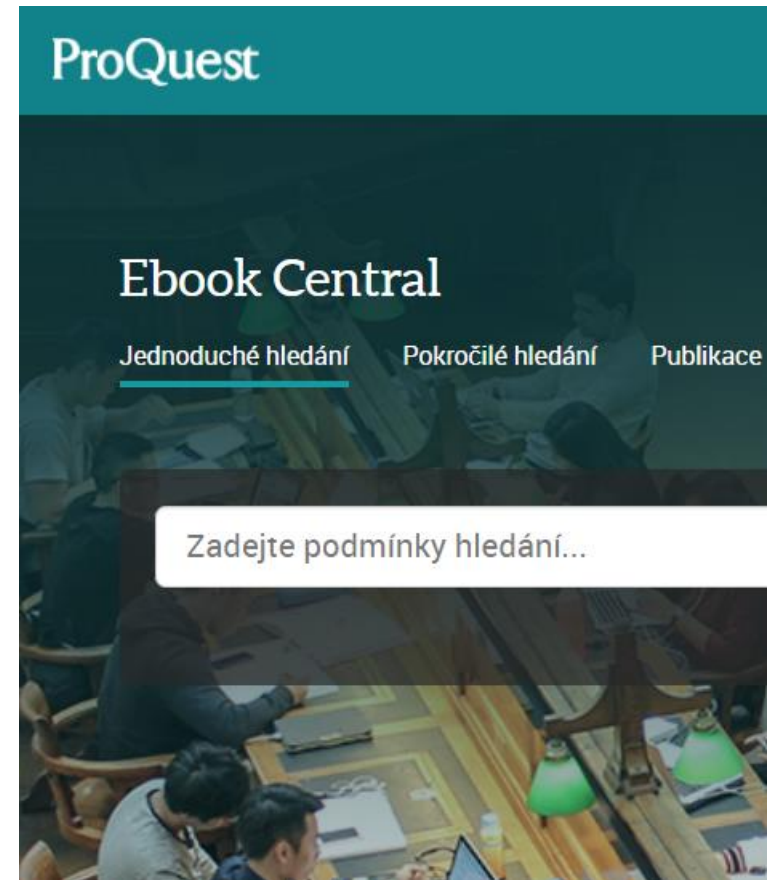 ProQuest
Ebook Central
Jednoduché hledání Pokročilé hledání Publikace
Zadejte podmínky hledání...